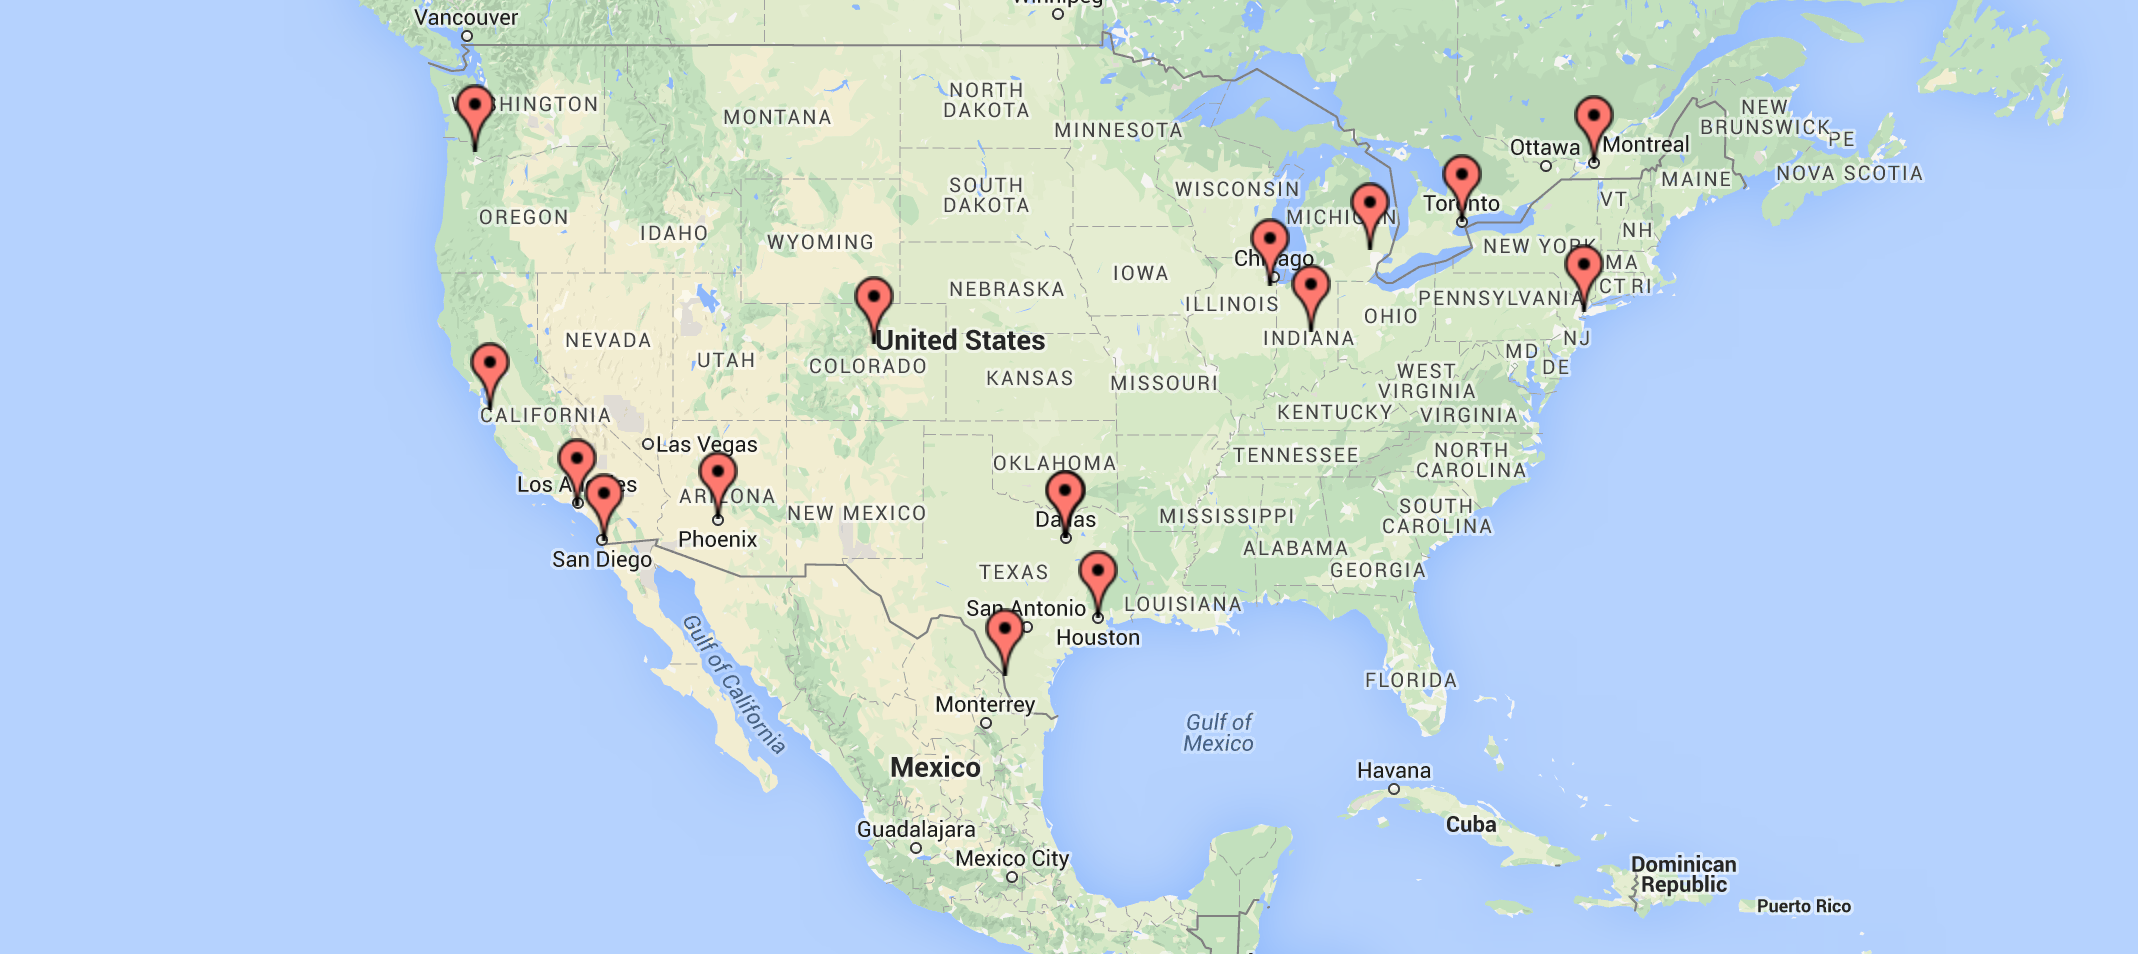 Vancouver
Winnipeg
WASHINGTON
MONTANA
NORTH
DAKOTA
MINNESOTA
Ottawa
Montreal
NEW
BRUNSWICK
PE
NOVA SCOTIA
MAINE
OREGON
IDAHO
WYOMING
SOUTH
DAKOTA
WISCONSIN
MICHIGAN
Toronto
VT
NH
NEW YORK
MA
CT RI
Chicago
IOWA
NEBRASKA
ILLINOIS
INDIANA
OHIO
PENNSYLVANIA
NJ
MD
DE
NEVADA
UTAH
United States
COLORADO
KANSAS
MISSOURI
WEST
VIRGINIA
KENTUCKY
VIRGINIA
CALIFORNIA
Las Vegas
OKLAHOMA
TENNESSEE
NORTH
CAROLINA
Los Angeles
ARIZONA
NEW MEXICO
Dallas
MISSISSIPPI
SOUTH
CAROLINA
San Diego
Phoenix
TEXAS
ALABAMA
GEORGIA
San Antonio
LOUISIANA
Houston
Gulf of California
Monterrey
FLORIDA
Gulf of
Mexico
Mexico
Havana
Cuba
Guadalajara
Mexico City
Dominican
Republic
Puerto Rico